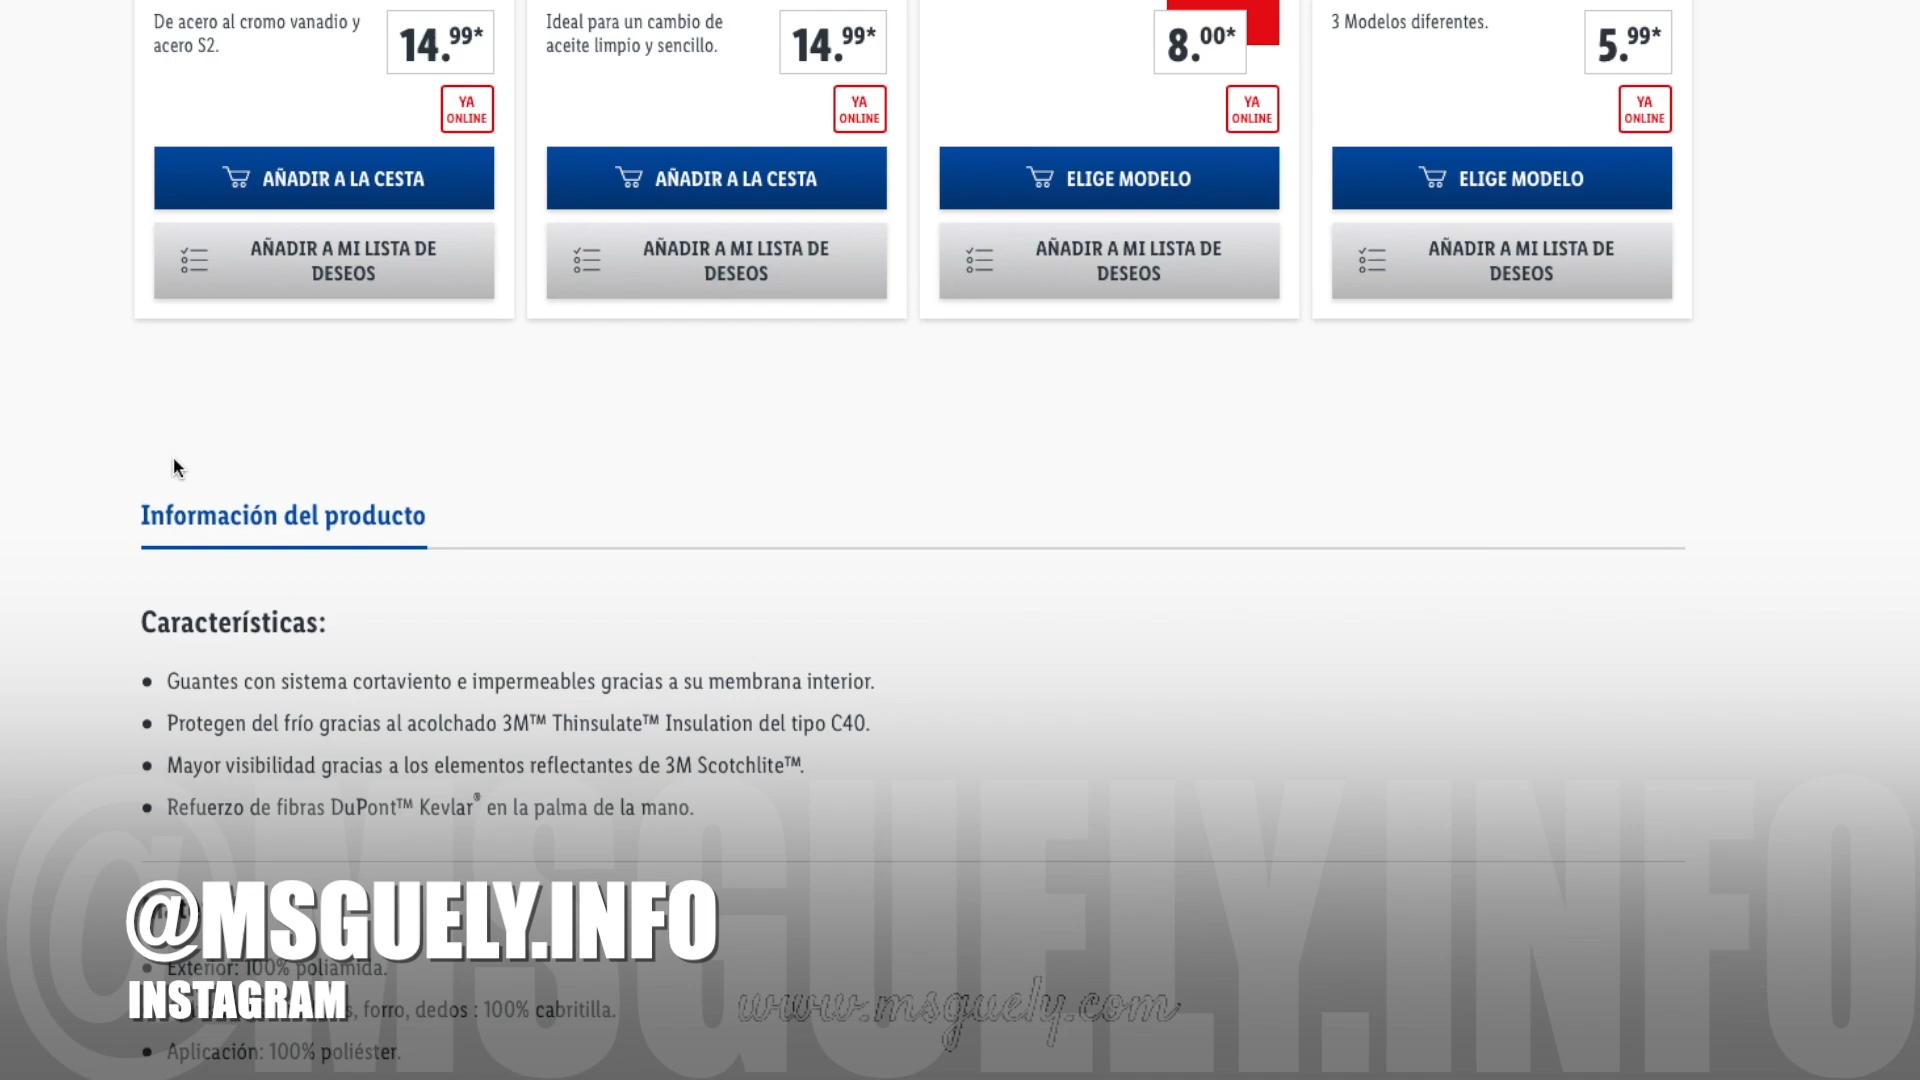 De acero al cromo vanadio y
acero S2.
14.99*
YA
ONLINE
AÑADIR A LA CESTA
AÑADIR A MI LISTA DE
DESEOS
Ideal para un cambio de
aceite limpio y sencillo.
14.99*
YA
ONLINE
AÑADIR A LA CESTA
AÑADIR A MI LISTA DE
DESEOS
8.00*
YA
ONLINE
ELIGE MODELO
AÑADIR A MI LISTA DE
DESEOS
3 Modelos diferentes.
5.99*
YA
ONLINE
ELIGE MODELO
AÑADIR A MI LISTA DE
DESEOS
Información del producto
Características:
• Guantes con sistema cortaviento e impermeables gracias a su membrana interior.
• Protegen del frío gracias al acolchado 3M™ Thinsulate™ Insulation del tipo C40.
• Mayor visibilidad gracias a los elementos reflectantes de 3M Scotchlite™.
• Refuerzo de fibras DuPont™ Kevlar® en la palma de la mano.
@MSGUELY.INFO
@MSGUELY.INFO
• Exterior: 100% poliamida.
INSTAGRAM
forro, dedos : 100% cabritilla.
www.msguely.com
• Aplicación: 100% poliéster.